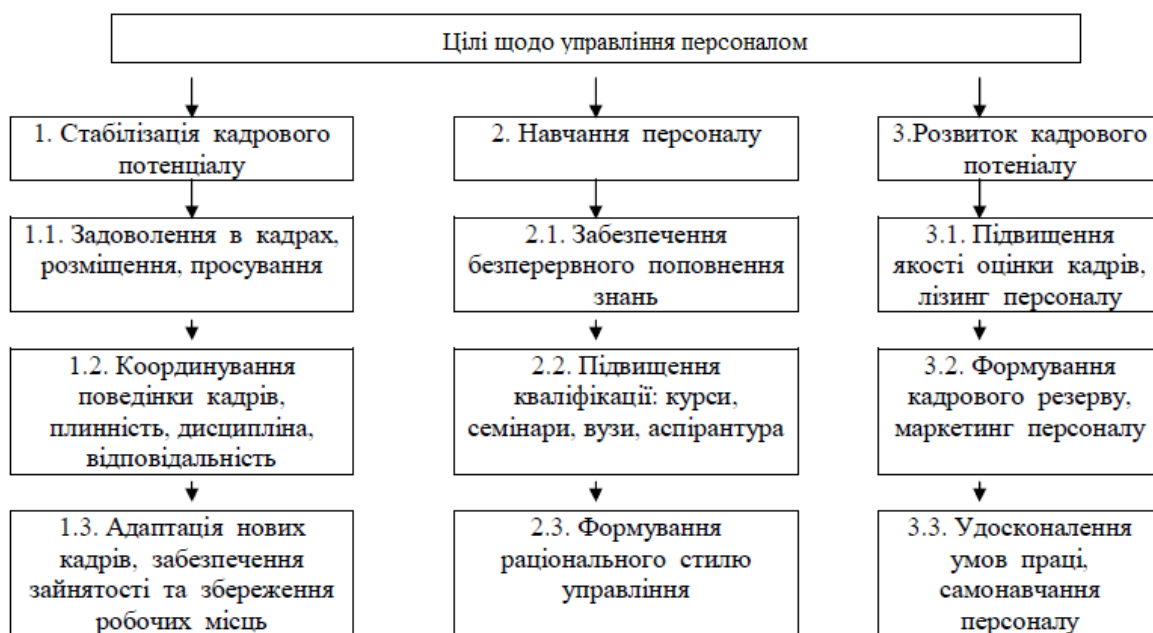 Цілі щодо управління персоналом
1. Стабілізація кадрового
потенціалу
2. Навчання персоналу
3.Розвиток кадрового
потеніалу
1.1. Задоволення в кадрах,
розміщення, просування
2.1. Забезпечення
безперервного поповнення
знань
3.1. Підвищення
якості оцінки кадрів,
лізинг персоналу
1.2. Координування
поведінки кадрів,
плинність, дисципліна,
відповідальність
2.2. Підвищення
кваліфікації: курси,
семінари, вузи, аспірантура
3.2. Формування
кадрового резерву,
маркетинг персоналу
1.3. Адаптація нових
кадрів, забезпечення
зайнятості та збереження
робочих місць
2.3. Формування
раціонального стилю
управління
3.3. Удосконалення
умов праці,
самонавчання
персоналу